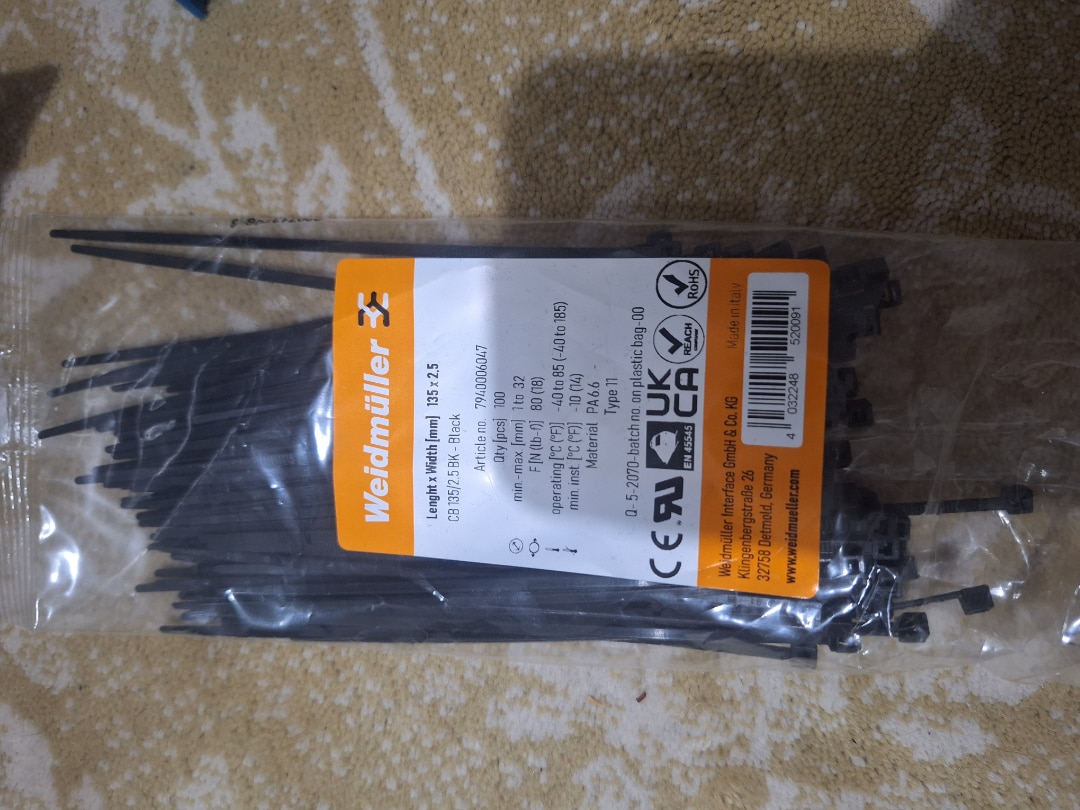 Weidmüller
Lenght x Width [mm] 135 x 2.5
CB 135/2.5 BK - Black
Article no. 7940006047
Qty [pcs] 100
min.-max. [mm] 1 to 32
F [N (lb-f)] 80 (18)
operating [°C (°F)] -40 to 85 (-40 to 185)
min. inst. [°C (°F)] -10 (14)
Material PA 6.6
Type 11
Q-5-2070-batch no. on plastic bag-00
CE
EN 45545
UK
CA
REACH
RoHS
Weidmüller Interface GmbH & Co. KG
Klingenbergstraße 26
32758 Detmold, Germany
www.weidmueller.com
Made in Italy
4 032248 520091